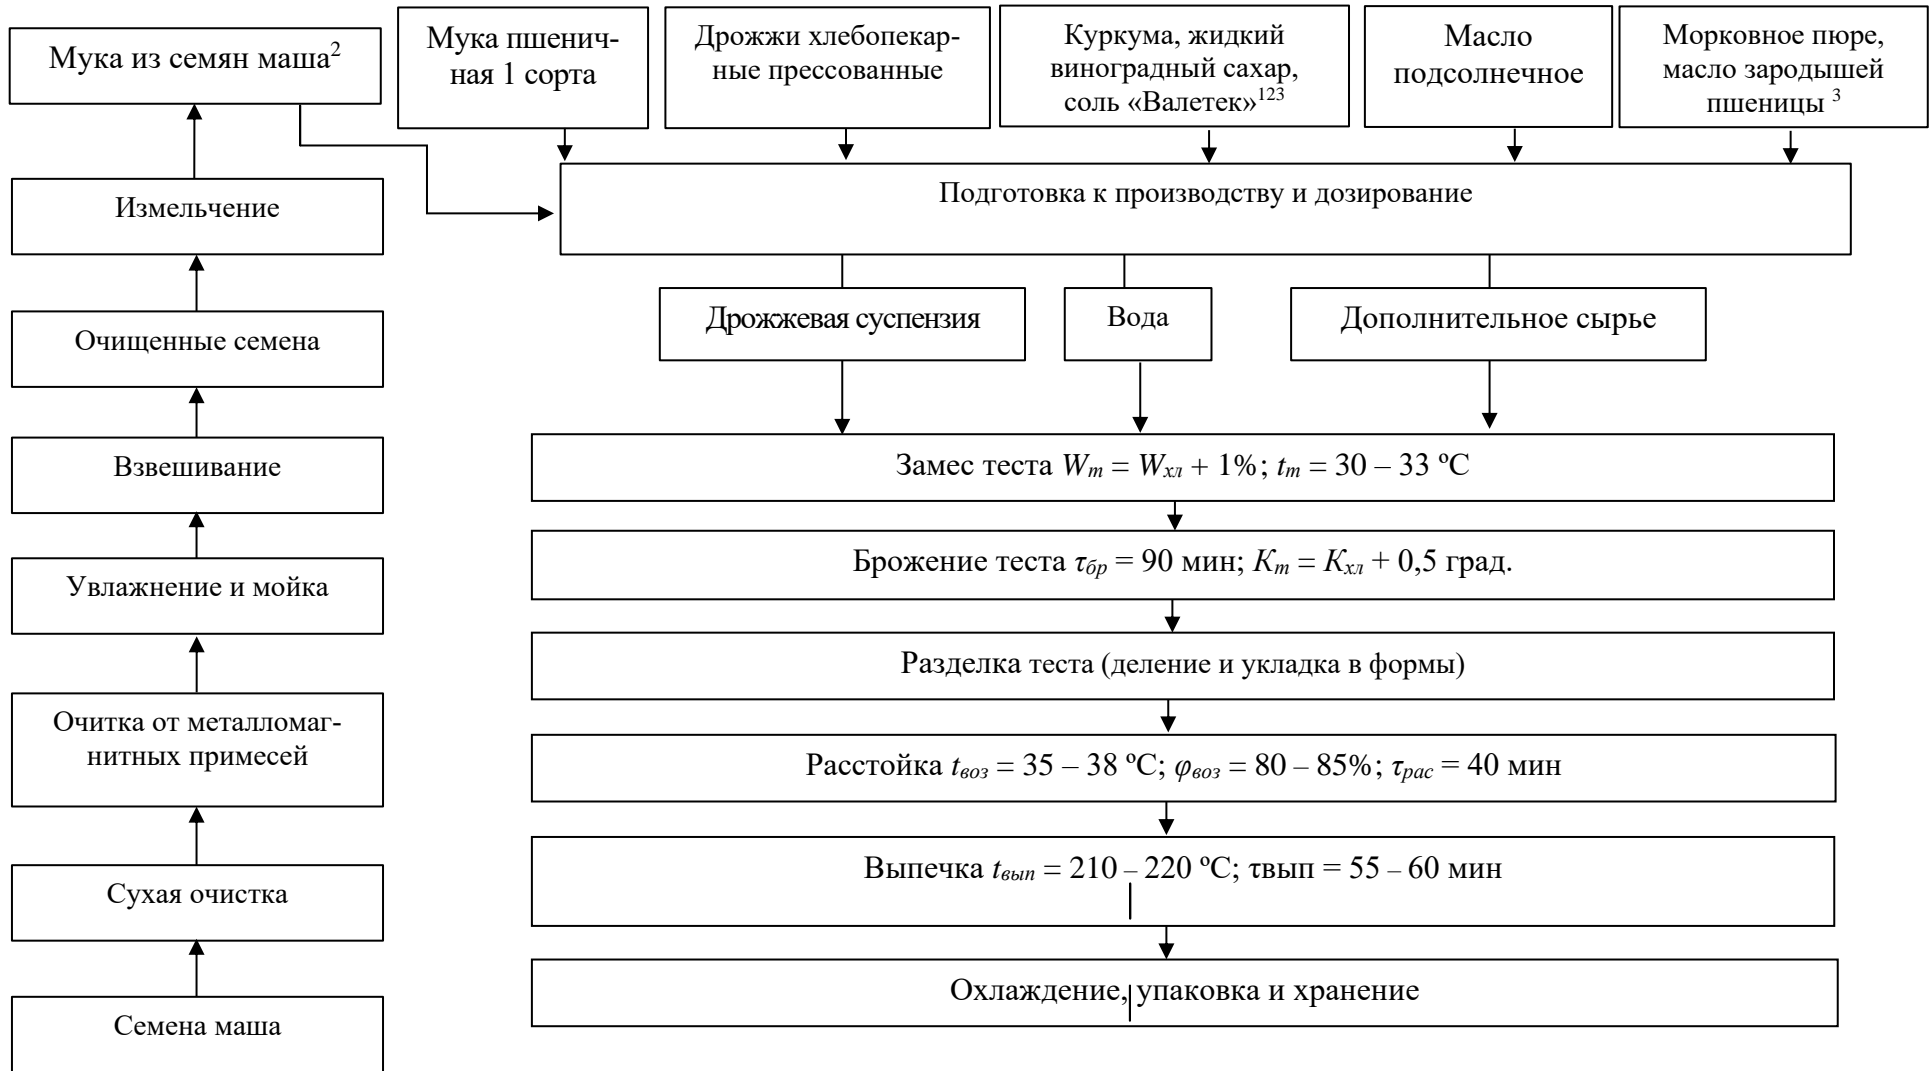 Мука из семян маша²
Мука пшенич-
ная 1 сорта
Дрожжи хлебопекар-
ные прессованные
Куркума, жидкий
виноградный сахар,
соль «Валетек»¹²³
Масло
подсолнечное
Морковное пюре,
масло зародышей
пшеницы ³
Измельчение
Подготовка к производству и дозирование
Очищенные семена
Дрожжевая суспензия
Вода
Дополнительное сырье
Взвешивание
Замес теста Wт = Wхл + 1%; tт = 30 – 33 ºС
Увлажнение и мойка
Брожение теста τбр = 90 мин; Кт = Кхл + 0,5 град.
Разделка теста (деление и укладка в формы)
Очитка от металломаг-
нитных примесей
Расстойка tвоз = 35 – 38 ºС; φвоз = 80 – 85%; τрас = 40 мин
Сухая очистка
Выпечка tвып = 210 – 220 ºС; τвып = 55 – 60 мин
Семена маша
Охлаждение, упаковка и хранение